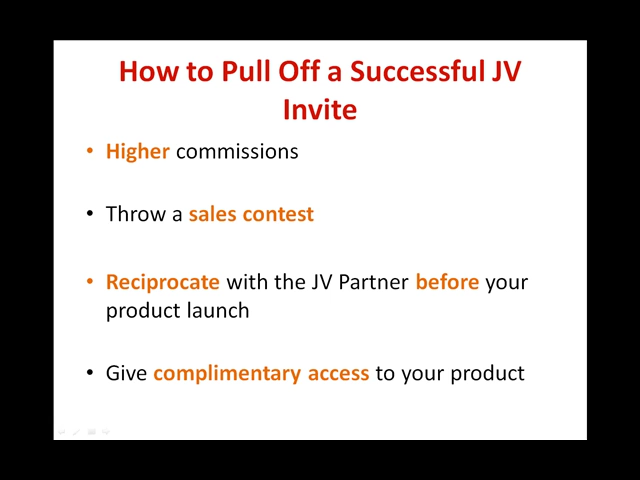 How to Pull Off a Successful JV
Invite
• Higher commissions
• Throw a sales contest
• Reciprocate with the JV Partner before your
product launch
• Give complimentary access to your product